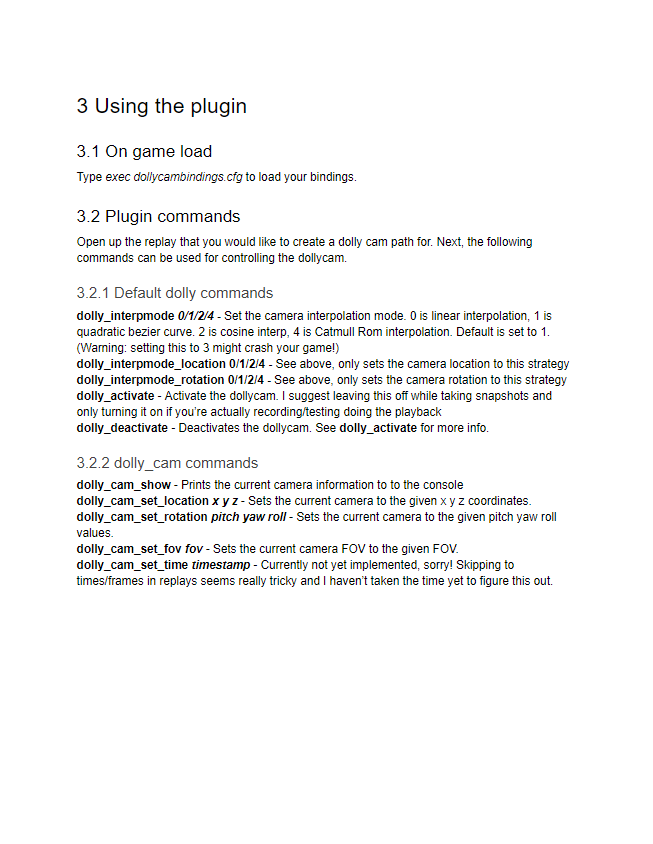 3 Using the plugin
3.1 On game load
Type exec dollycambindings.cfg to load your bindings.
3.2 Plugin commands
Open up the replay that you would like to create a dolly cam path for. Next, the following
commands can be used for controlling the dollycam.
3.2.1 Default dolly commands
dolly_interpmode 0/1/2/4 - Set the camera interpolation mode. 0 is linear interpolation, 1 is
quadratic bezier curve. 2 is cosine interp, 4 is Catmull Rom interpolation. Default is set to 1.
(Warning: setting this to 3 might crash your game!)
dolly_interpmode_location 0/1/2/4 - See above, only sets the camera location to this strategy
dolly_interpmode_rotation 0/1/2/4 - See above, only sets the camera rotation to this strategy
dolly_activate - Activate the dollycam. I suggest leaving this off while taking snapshots and
only turning it on if you're actually recording/testing doing the playback
dolly_deactivate - Deactivates the dollycam. See dolly_activate for more info.
3.2.2 dolly_cam commands
dolly_cam_show - Prints the current camera information to to the console
dolly_cam_set_location x y z - Sets the current camera to the given x y z coordinates.
dolly_cam_set_rotation pitch yaw roll - Sets the current camera to the given pitch yaw roll
values.
dolly_cam_set_fov fov - Sets the current camera FOV to the given FOV.
dolly_cam_set_time timestamp - Currently not yet implemented, sorry! Skipping to
times/frames in replays seems really tricky and I haven't taken the time yet to figure this out.